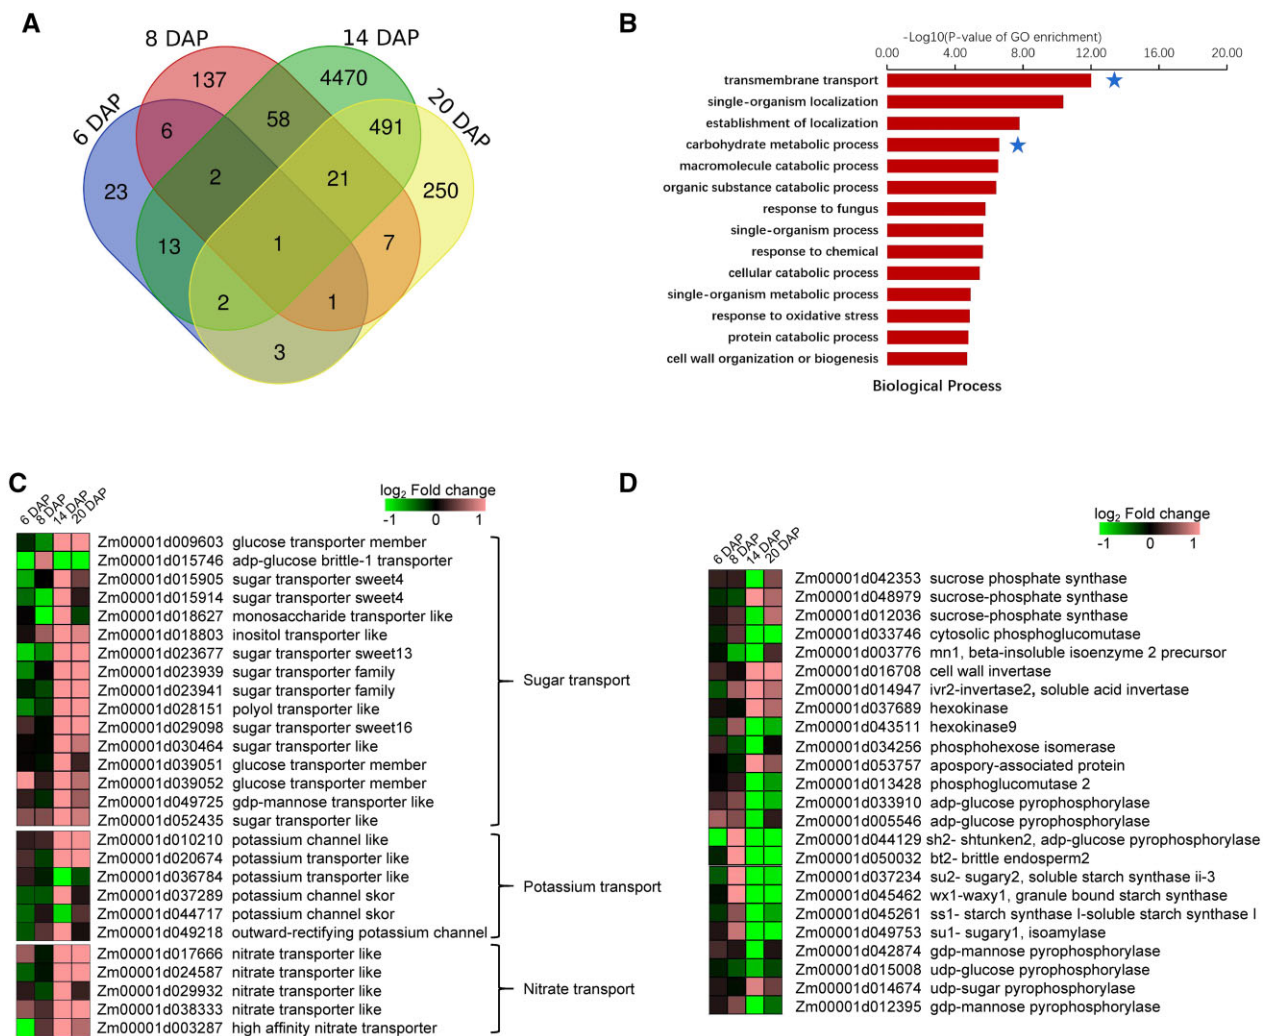 A
6 DAP
8 DAP
14 DAP
20 DAP
137
4470
6
58
491
23
2
21
250
13
1
7
2
1
3
B
-Log10(P-value of GO enrichment)
0.00 4.00 8.00 12.00 16.00 20.00
transmembrane transport
single-organism localization
establishment of localization
carbohydrate metabolic process
macromolecule catabolic process
organic substance catabolic process
response to fungus
single-organism process
response to chemical
cellular catabolic process
single-organism metabolic process
response to oxidative stress
protein catabolic process
cell wall organization or biogenesis
Biological Process
C
log2 Fold change
-1 0 1
6 DAP
8 DAP
14 DAP
20 DAP
Zm00001d009603 glucose transporter member
Zm00001d015746 adp-glucose brittle-1 transporter
Zm00001d015905 sugar transporter sweet4
Zm00001d015914 sugar transporter sweet4
Zm00001d018627 monosaccharide transporter like
Zm00001d018803 inositol transporter like
Zm00001d023677 sugar transporter sweet13
Zm00001d023939 sugar transporter family
Zm00001d023941 sugar transporter family
Zm00001d028151 polyol transporter like
Zm00001d029098 sugar transporter sweet16
Zm00001d030464 sugar transporter like
Zm00001d039051 glucose transporter member
Zm00001d039052 glucose transporter member
Zm00001d049725 gdp-mannose transporter like
Zm00001d052435 sugar transporter like
Sugar transport
Zm00001d010210 potassium channel like
Zm00001d020674 potassium transporter like
Zm00001d036784 potassium transporter like
Zm00001d037289 potassium channel skor
Zm00001d044717 potassium channel skor
Zm00001d049218 outward-rectifying potassium channel
Potassium transport
Zm00001d017666 nitrate transporter like
Zm00001d024587 nitrate transporter like
Zm00001d029932 nitrate transporter like
Zm00001d038333 nitrate transporter like
Zm00001d003287 high affinity nitrate transporter
Nitrate transport
D
log2 Fold change
-1 0 1
6 DAP
8 DAP
14 DAP
20 DAP
Zm00001d042353 sucrose phosphate synthase
Zm00001d048979 sucrose-phosphate synthase
Zm00001d012036 sucrose-phosphate synthase
Zm00001d033746 cytosolic phosphoglucomutase
Zm00001d003776 mn1, beta-insoluble isoenzyme 2 precursor
Zm00001d016708 cell wall invertase
Zm00001d014947 ivr2-invertase2, soluble acid invertase
Zm00001d037689 hexokinase
Zm00001d043511 hexokinase9
Zm00001d034256 phosphohexose isomerase
Zm00001d053757 apospory-associated protein
Zm00001d013428 phosphoglucomutase 2
Zm00001d033910 adp-glucose pyrophosphorylase
Zm00001d005546 adp-glucose pyrophosphorylase
Zm00001d044129 sh2- shtunken2, adp-glucose pyrophosphorylase
Zm00001d050032 bt2- brittle endosperm2
Zm00001d037234 su2- sugary2, soluble starch synthase ii-3
Zm00001d045462 wx1-waxy1, granule bound starch synthase
Zm00001d045261 ss1- starch synthase I-soluble starch synthase I
Zm00001d049753 su1- sugary1, isoamylase
Zm00001d042874 gdp-mannose pyrophosphorylase
Zm00001d015008 udp-glucose pyrophosphorylase
Zm00001d014674 udp-sugar pyrophosphorylase
Zm00001d012395 gdp-mannose pyrophosphorylase